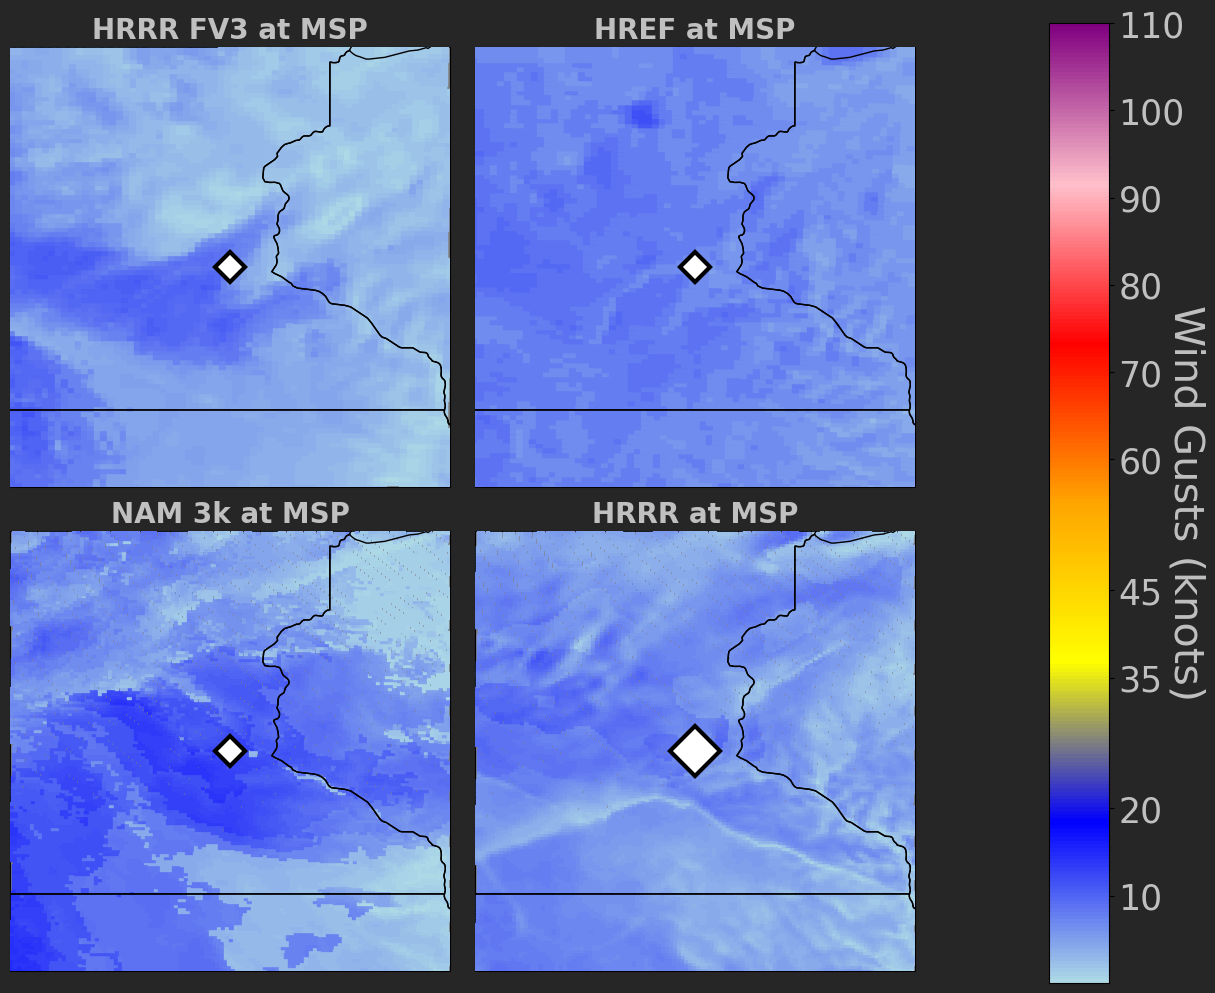 HRRR FV3 at MSP
HREF at MSP
NAM 3k at MSP
HRRR at MSP
110
100
90
80
70
60
45
35
20
10
Wind Gusts (knots)